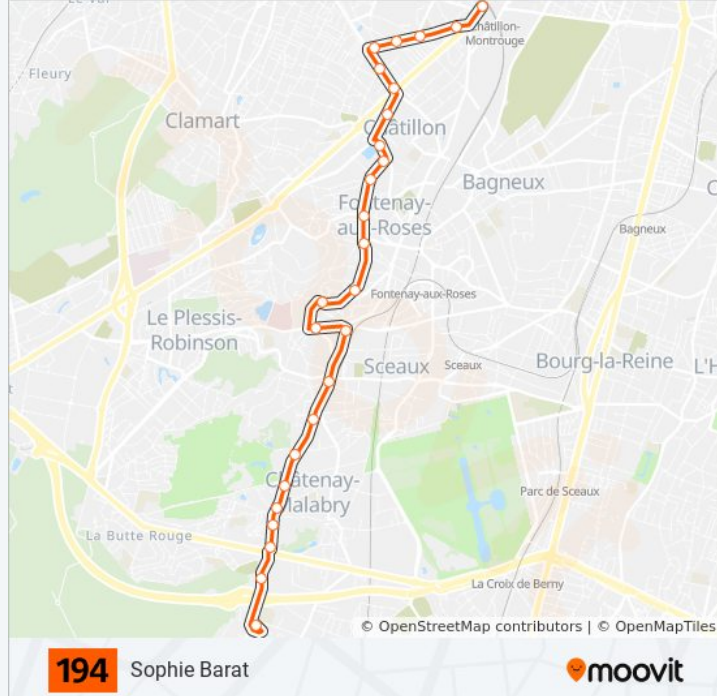 Le Val
Châtillon-
Montrouge
Fleury
Clamart
Châtillon
Bagneux
Fontenay-
aux-Roses
Bagneux
Fontenay-aux-Roses
Le Plessis-
Robinson
Sceaux
Sceaux
Bourg-la-Reine
L'H
Châtenay-
Malabry
Parc de Sceaux
La Butte Rouge
La Croix de Berny
© OpenStreetMap contributors | © OpenMapTiles
194
Sophie Barat
moovit